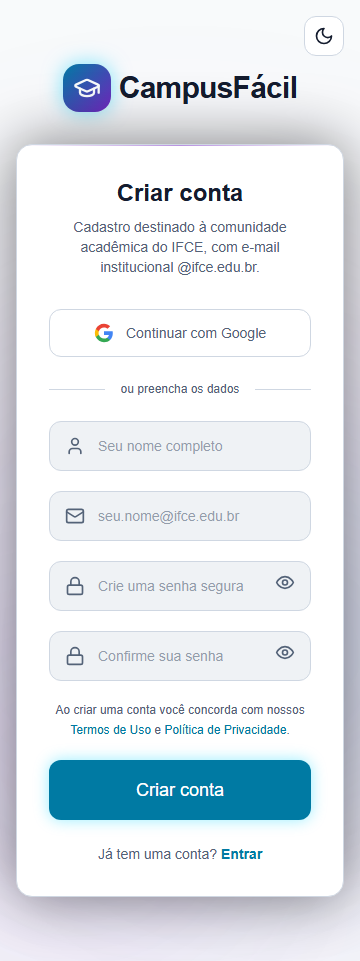 CampusFácil
Criar conta
Cadastro destinado à comunidade
acadêmica do IFCE, com e-mail
institucional @ifce.edu.br.
Continuar com Google
ou preencha os dados
Seu nome completo
seu.nome@ifce.edu.br
Crie uma senha segura
Confirme sua senha
Ao criar uma conta você concorda com nossos
Termos de Uso e Política de Privacidade.
Criar conta
Já tem uma conta? Entrar